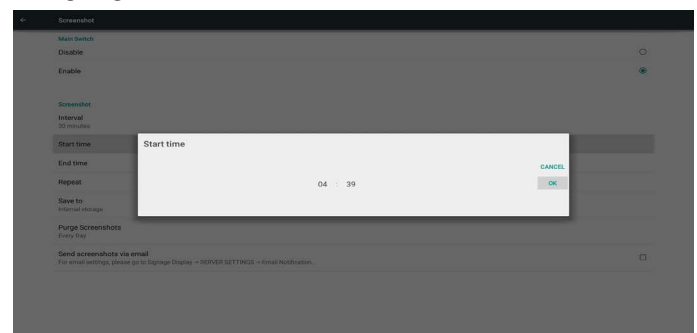 Screenshot
Main Switch
Disable
Enable
Screenshot
Interval
30 minutes
Start time
Start time
End time
CANCEL
Repeat
04 : 39
OK
Save to
Internal storage
Purge Screenshots
Every Day
Send screenshots via email
For email settings, please go to Signage Display -> SERVER SETTINGS -> Email Notification.